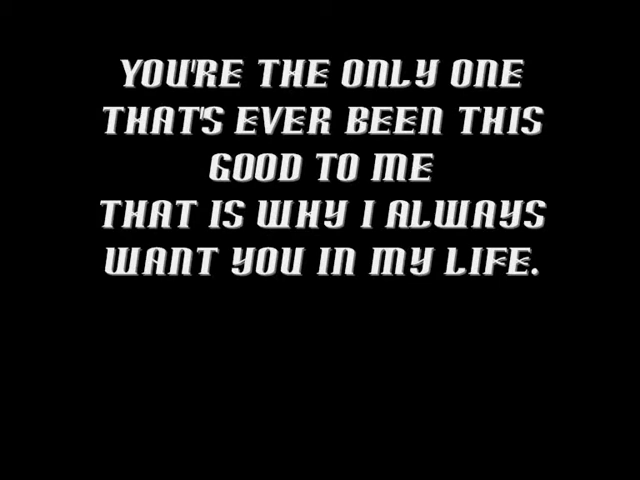 YOU'RE THE ONLY ONE
THAT'S EVER BEEN THIS
GOOD TO ME
THAT IS WHY I ALWAYS
WANT YOU IN MY LIFE.